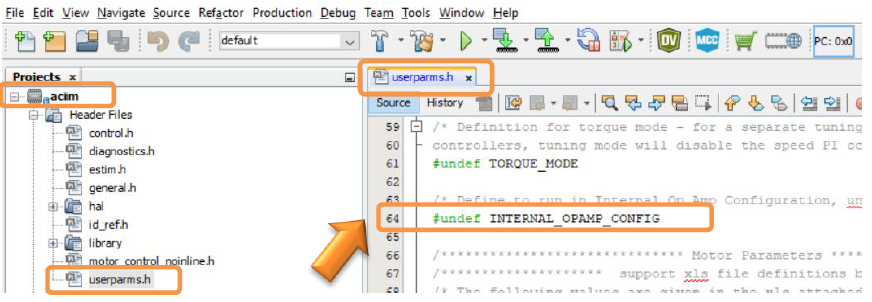 File Edit View Navigate Source Refactor Production Debug Team Tools Window Help
default
DV
MCC
PC: 0x0
Projects x
aciim
Header Files
control.h
diagnostics.h
estim.h
general.h
hal
id_ref.h
library
motor_control_noinline.h
userparms.h
userparms.h x
Source History
59 /* Definition for torque mode - for a separate tuning
60 controllers, tuning mode will disable the speed PI co
61 #undef TORQUE_MODE
62
63 /* Define to run in Internal Op Amp Configuration, un
64 #undef INTERNAL_OPAMP_CONFIG
65
66 /***************************** Motor Parameters ****
67 /******************** support xls file definitions b
68 /* The following values are given in the xls attached